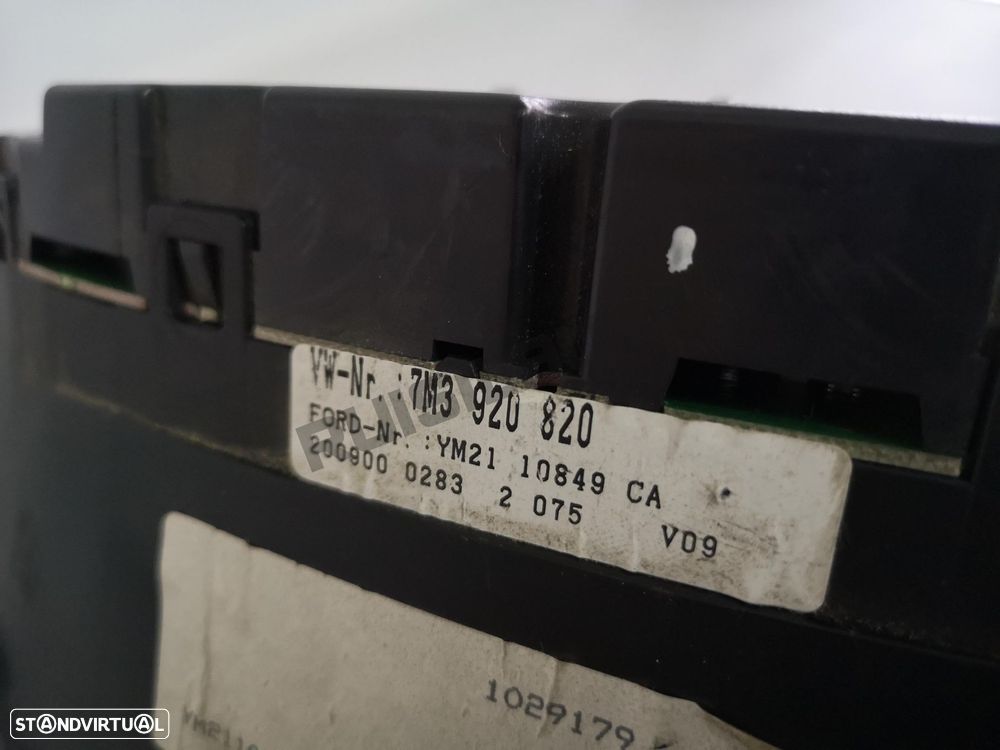 VW-Nr.:7M3 920 820
FORD-Nr.:YM21 10849 CA
200900 0283 2 075 V09
1029179
STANDVIRTUAL